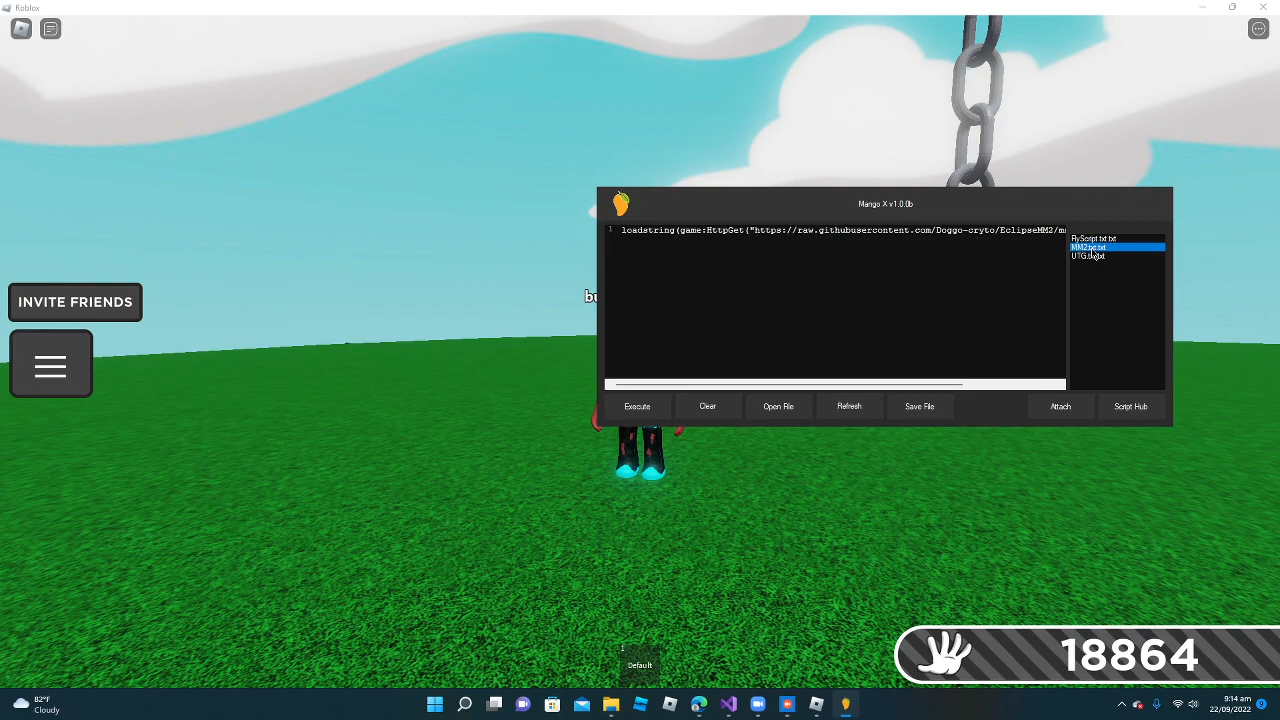 Roblox
Mango X v1.0.0b
1
loadstring(game:HttpGet("https://raw.githubusercontent.com/Doggo-cryto/EclipseMM2/m
FlyScript.txt.txt
MM2.txt.txt
INVITE FRIENDS
Execute
Clear
Open File
Refresh
Save File
Attach
Script Hub
1
Default
18864
82°F
Cloudy
9:14 am
22/09/2022